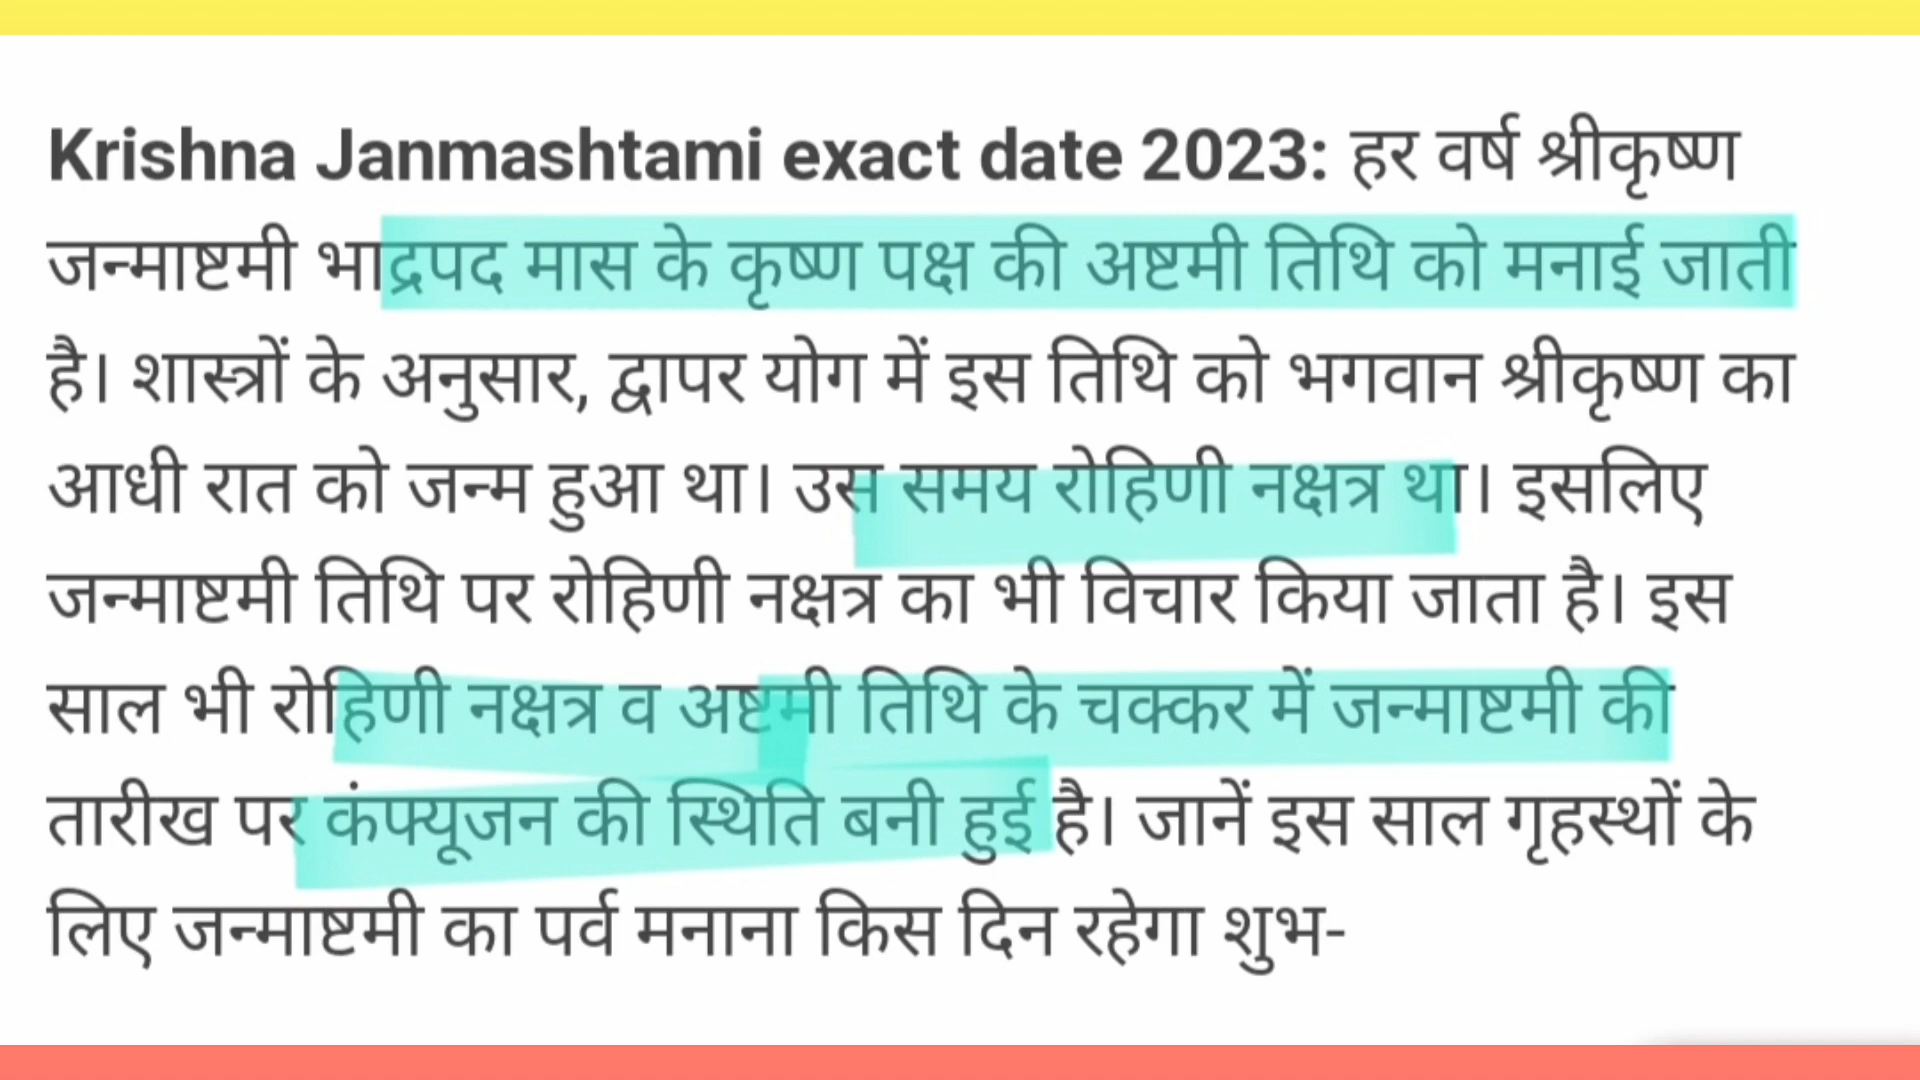 Krishna Janmashtami exact date 2023: हर वर्ष श्रीकृष्ण
जन्माष्टमी भाद्रपद मास के कृष्ण पक्ष की अष्टमी तिथि को मनाई जाती
है। शास्त्रों के अनुसार, द्वापर योग में इस तिथि को भगवान श्रीकृष्ण का
आधी रात को जन्म हुआ था। उस समय रोहिणी नक्षत्र था। इसलिए
जन्माष्टमी तिथि पर रोहिणी नक्षत्र का भी विचार किया जाता है। इस
साल भी रोहिणी नक्षत्र व अष्टमी तिथि के चक्कर में जन्माष्टमी की
तारीख पर कंफ्यूजन की स्थिति बनी हुई है। जानें इस साल गृहस्थों के
लिए जन्माष्टमी का पर्व मनाना किस दिन रहेगा शुभ-